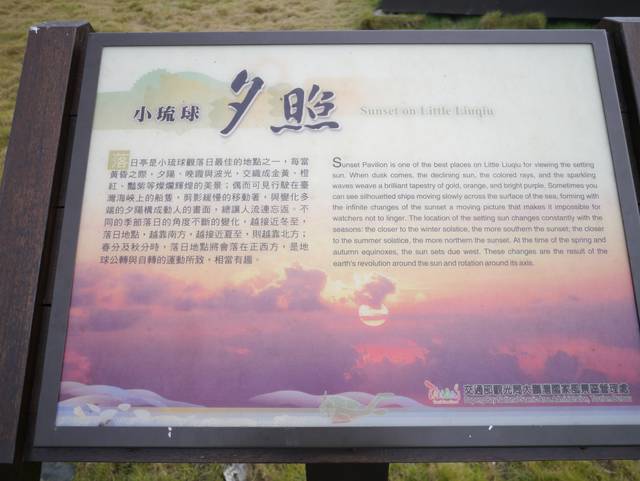 小琉球 夕照
Sunset on Little Liuqiu
落日亭是小琉球觀落日最佳的地點之一，每當
黃昏之際，夕陽、晚霞與波光，交織成金黃、橙
紅、豔紫等燦爛輝煌的美景；偶而可見行駛在臺
灣海峽上的船隻，剪影緩慢的移動著，與變化多
端的夕陽構成動人的畫面，總讓人流連忘返。不
同的季節落日的角度不斷的變化，越接近冬至，
落日地點，越靠南方，越接近夏至，則越靠北方；
春分及秋分時，落日地點將會落在正西方，是地
球公轉與自轉的運動所致，相當有趣。
Sunset Pavilion is one of the best places on Little Liuqiu for viewing the setting
sun. When dusk comes, the declining sun, the colored rays, and the sparkling
waves weave a brilliant tapestry of gold, orange, and bright purple. Sometimes you
can see silhouetted ships moving slowly across the surface of the sea, forming with
the infinite changes of the sunset a moving picture that makes it impossible for
watchers not to linger. The location of the setting sun changes constantly with the
seasons: the closer to the winter solstice, the more southern the sunset; the closer
to the summer solstice, the more northern the sunset. At the time of the spring and
autumn equinoxes, the sun sets due west. These changes are the result of the
earth's revolution around the sun and rotation around its axis.
交通部觀光局大鵬灣國家風景區管理處
Dapeng Bay National Scenic Area Administration, Tourism Bureau